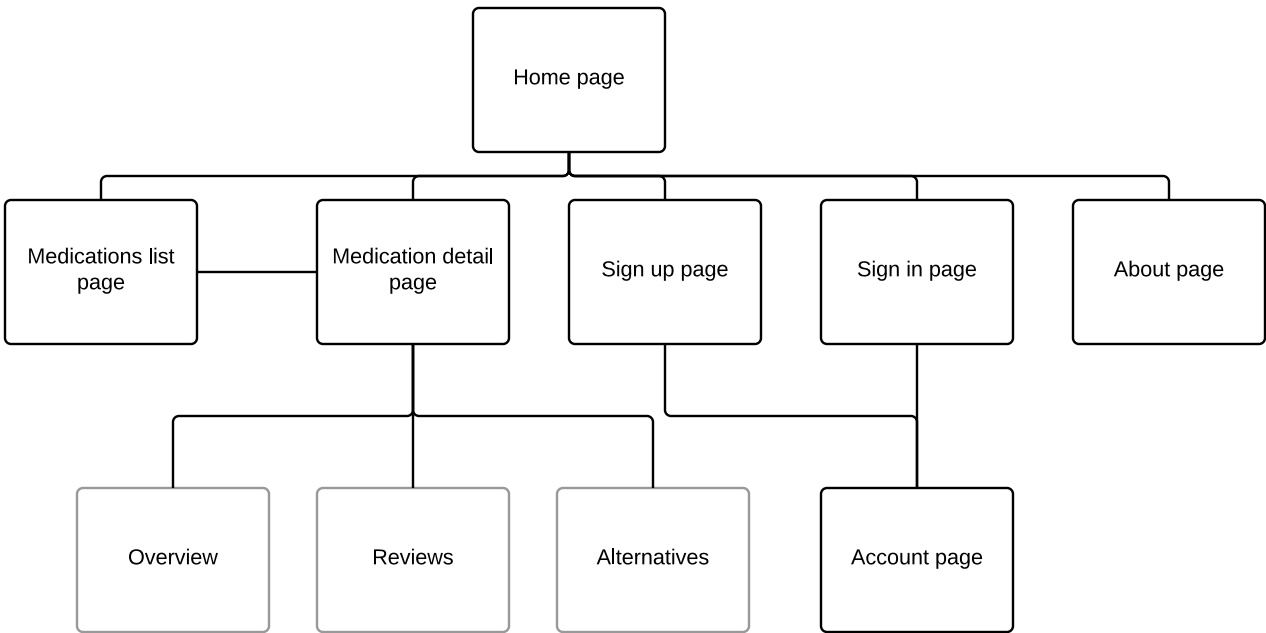 Home page
Medications list
page
Medication detail
page
Sign up page
Sign in page
About page
Overview
Reviews
Alternatives
Account page